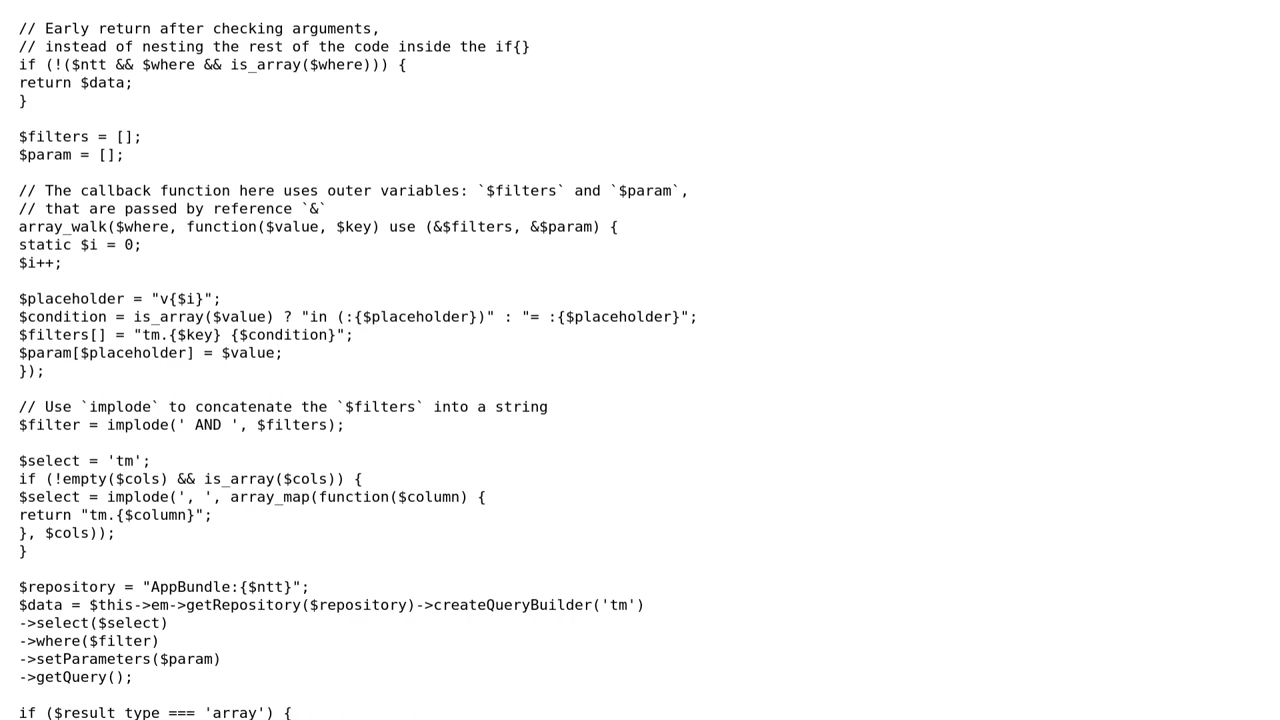 // Early return after checking arguments,
// instead of nesting the rest of the code inside the if{}
if (!($ntt && $where && is_array($where))) {
return $data;
}

$filters = [];
$param = [];

// The callback function here uses outer variables: `$filters` and `$param`,
// that are passed by reference `&`
array_walk($where, function($value, $key) use (&$filters, &$param) {
static $i = 0;
$i++;

$placeholder = "v{$i}";
$condition = is_array($value) ? "in (:{$placeholder})" : "= :{$placeholder}";
$filters[] = "tm.{$key} {$condition}";
$param[$placeholder] = $value;
});

// Use `implode` to concatenate the `$filters` into a string
$filter = implode(' AND ', $filters);

$select = 'tm';
if (!empty($cols) && is_array($cols)) {
$select = implode(', ', array_map(function($column) {
return "tm.{$column}";
}, $cols));
}

$repository = "AppBundle:{$ntt}";
$data = $this->em->getRepository($repository)->createQueryBuilder('tm')
->select($select)
->where($filter)
->setParameters($param)
->getQuery();

if ($result_type === 'array') {